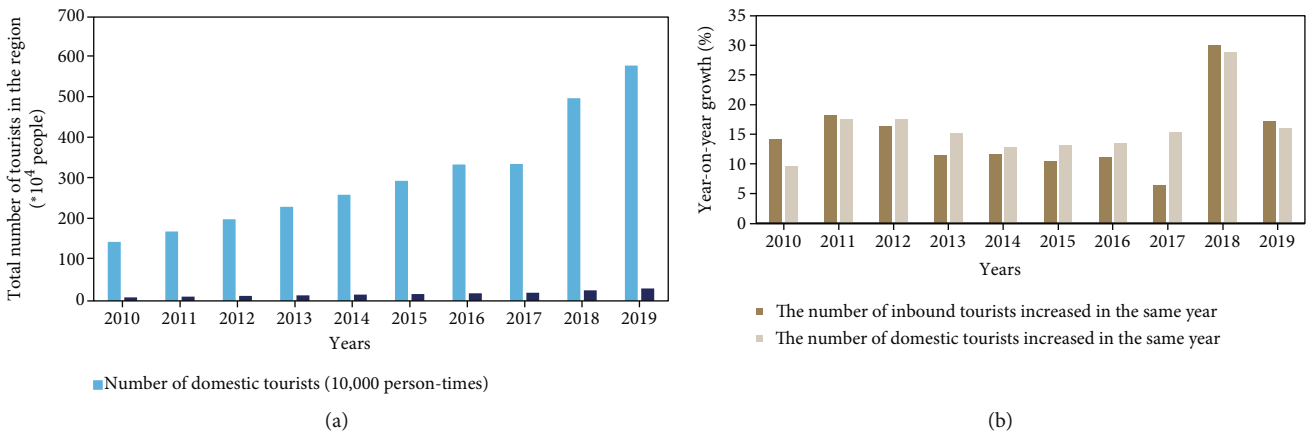 Total number of tourists in the region
(*10⁴ people)
700
600
500
400
300
200
100
0
2010 2011 2012 2013 2014 2015 2016 2017 2018 2019
Years
Number of domestic tourists (10,000 person-times)
(a)
Year-on-year growth (%)
35
30
25
20
15
10
5
0
2010 2011 2012 2013 2014 2015 2016 2017 2018 2019
Years
The number of inbound tourists increased in the same year
The number of domestic tourists increased in the same year
(b)